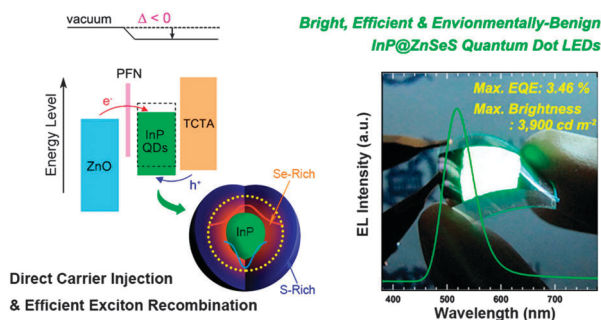 vacuum
Δ < 0
PFN
Energy Level
e-
ZnO
InP
QDs
TCTA
h+
Se-Rich
InP
S-Rich
Direct Carrier Injection
& Efficient Exciton Recombination
Bright, Efficient & Envionmentally-Benign
InP@ZnSeS Quantum Dot LEDs
Max. EQE: 3.46 %
Max. Brightness
: 3,900 cd m-2
EL Intensity (a.u.)
400 500 600 700
Wavelength (nm)